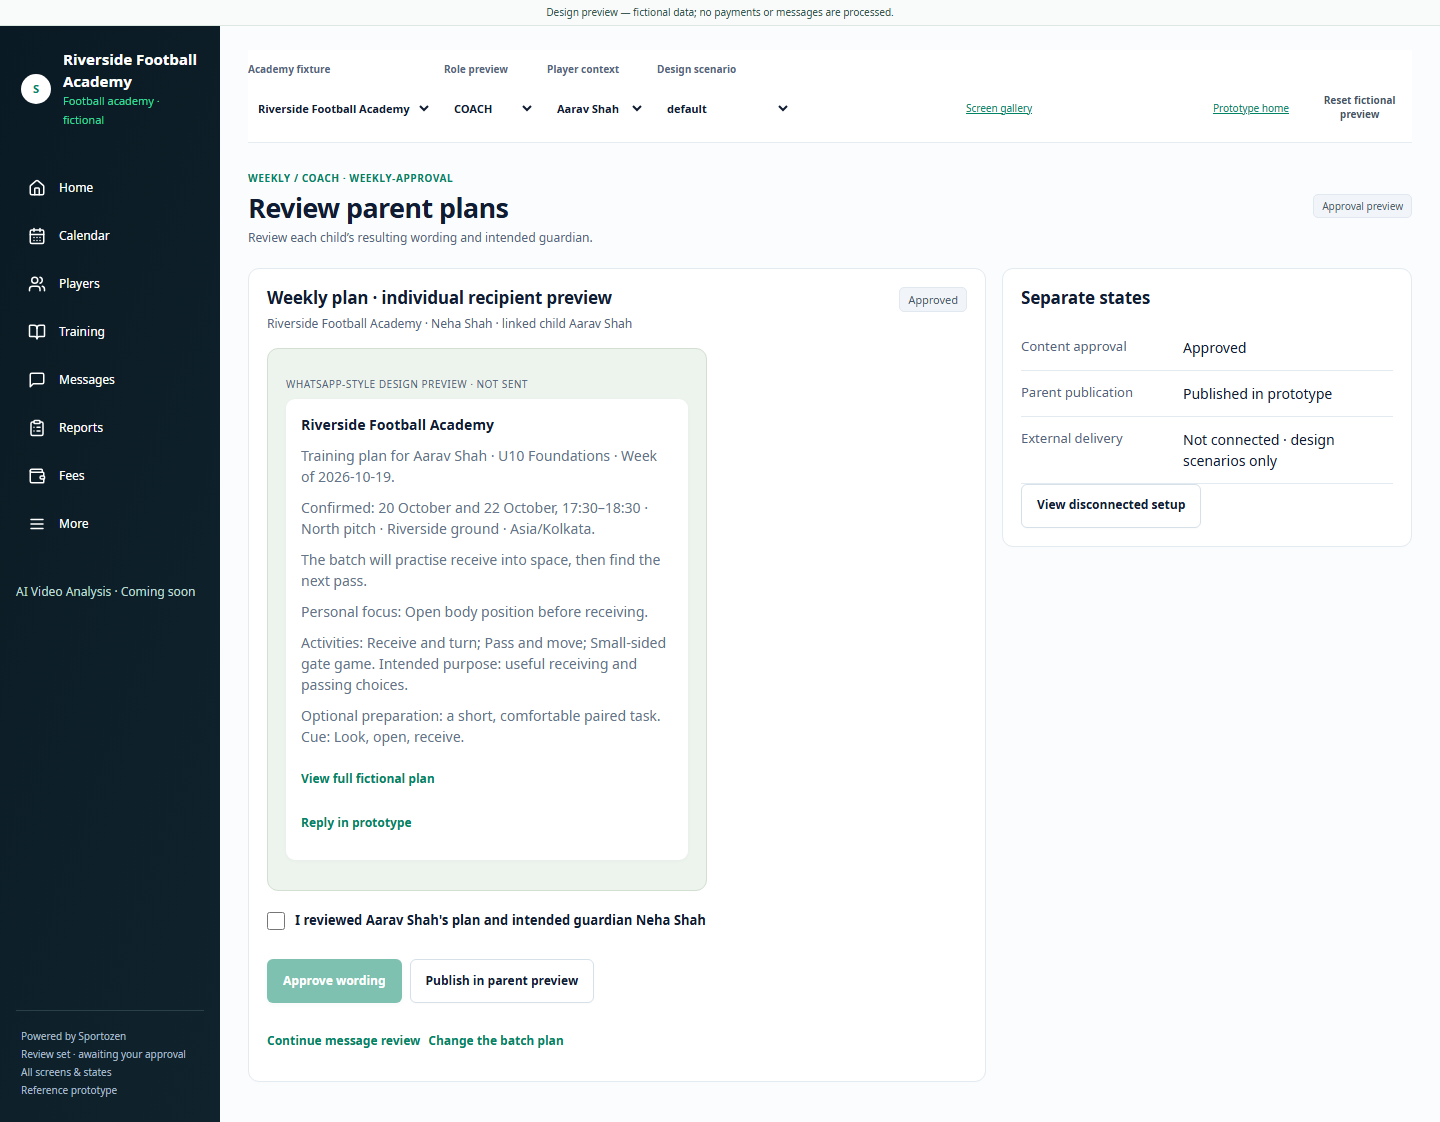 Design preview — fictional data; no payments or messages are processed.
S
Riverside Football
Academy
Football academy ·
fictional
Home
Calendar
Players
Training
Messages
Reports
Fees
More
AI Video Analysis · Coming soon
Powered by Sportozen
Review set · awaiting your approval
All screens & states
Reference prototype
Academy fixture
Role preview
Player context
Design scenario
Riverside Football Academy
COACH
Aarav Shah
default
Screen gallery
Prototype home
Reset fictional
preview
WEEKLY / COACH · WEEKLY-APPROVAL
Review parent plans
Review each child’s resulting wording and intended guardian.
Approval preview
Weekly plan · individual recipient preview
Approved
Riverside Football Academy · Neha Shah · linked child Aarav Shah
WHATSAPP-STYLE DESIGN PREVIEW · NOT SENT
Riverside Football Academy
Training plan for Aarav Shah · U10 Foundations · Week
of 2026-10-19.
Confirmed: 20 October and 22 October, 17:30–18:30 ·
North pitch · Riverside ground · Asia/Kolkata.
The batch will practise receive into space, then find the
next pass.
Personal focus: Open body position before receiving.
Activities: Receive and turn; Pass and move; Small-sided
gate game. Intended purpose: useful receiving and
passing choices.
Optional preparation: a short, comfortable paired task.
Cue: Look, open, receive.
View full fictional plan
Reply in prototype
I reviewed Aarav Shah's plan and intended guardian Neha Shah
Approve wording
Publish in parent preview
Continue message review
Change the batch plan
Separate states
Content approval
Approved
Parent publication
Published in prototype
External delivery
Not connected · design
scenarios only
View disconnected setup